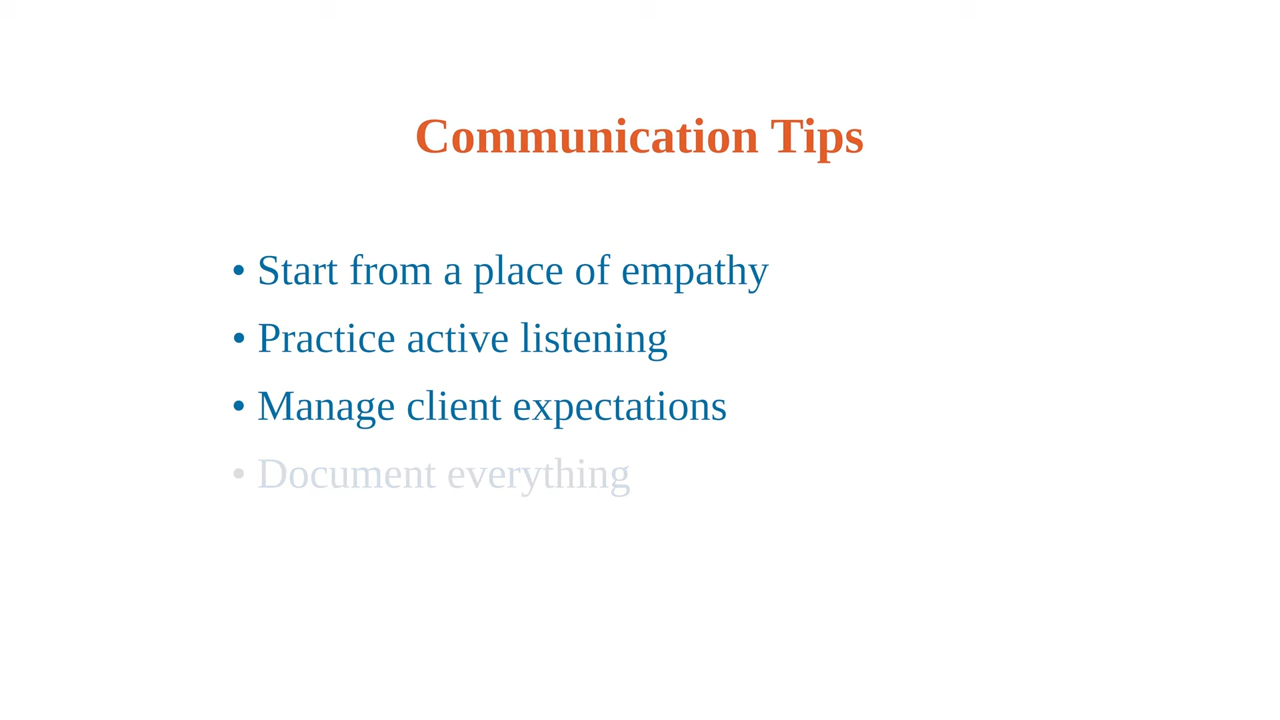 Communication Tips
• Start from a place of empathy
• Practice active listening
• Manage client expectations
• Document everything